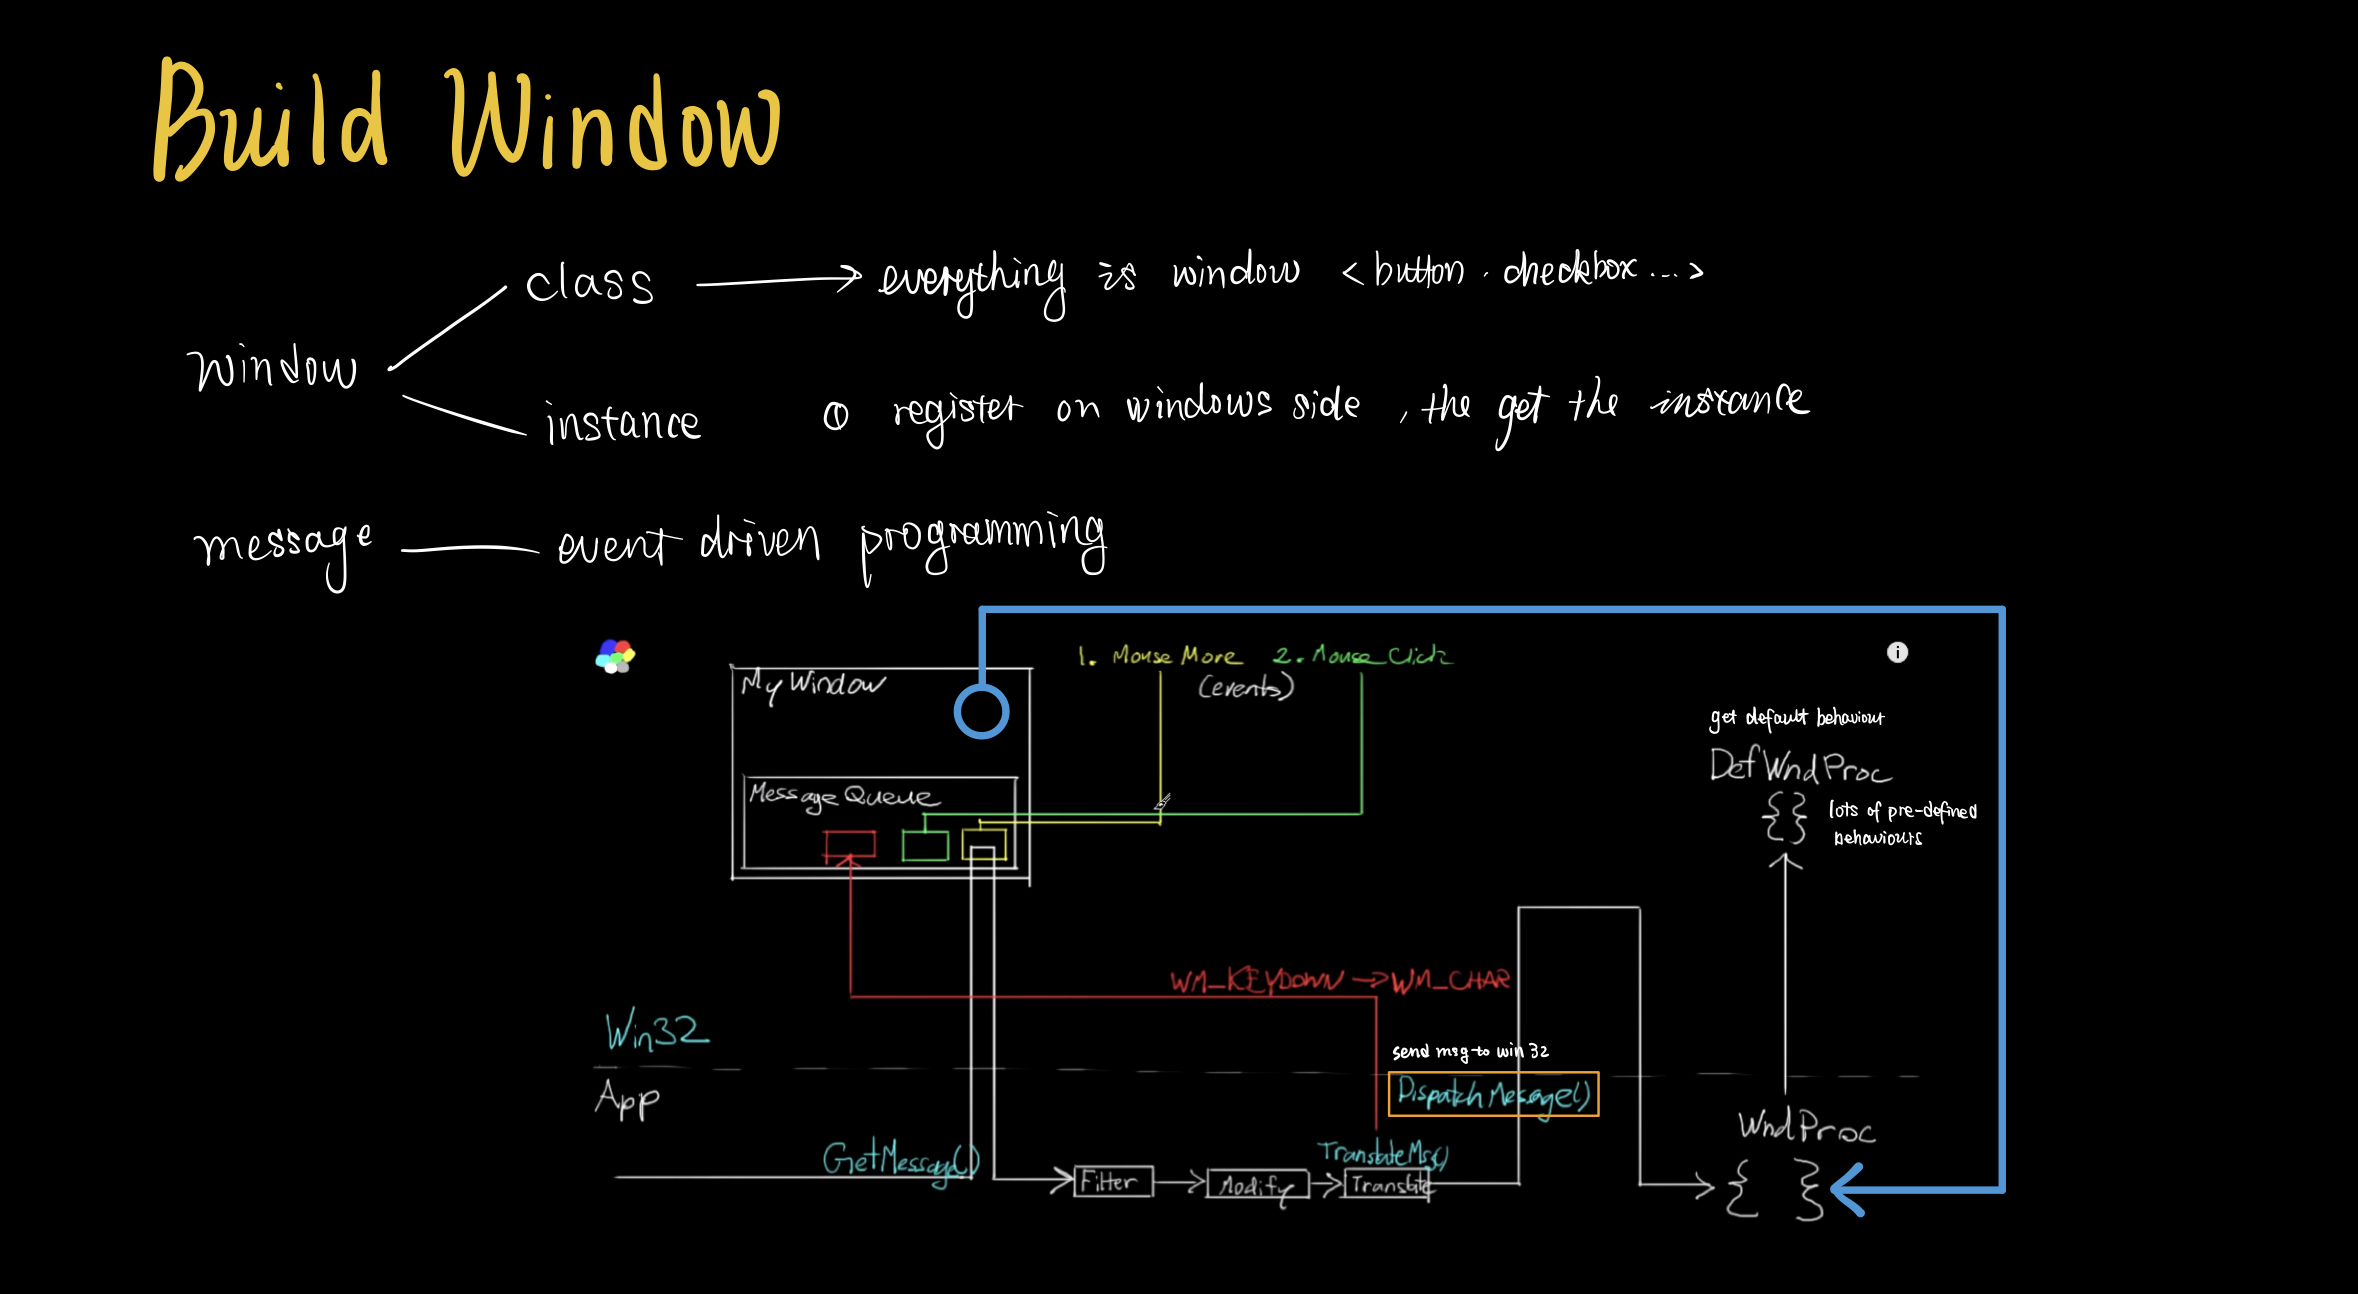 Build Window
class → everything is window <button. checkbox...>
window
instance ① register on windows side, the get the instance
message — event driven programming
1. Mouse Move 2. Mouse Click
(events)
My Window
get default behaviour
DefWndProc
{} lots of pre-defined
behaviours
Message Queue
WM_KEYDOWN → WM_CHAR
Win32
send msg to win 32
DispatchMessage()
App
WndProc
GetMessage()
TranslateMsg()
Filter → Modify → Translate
{ }